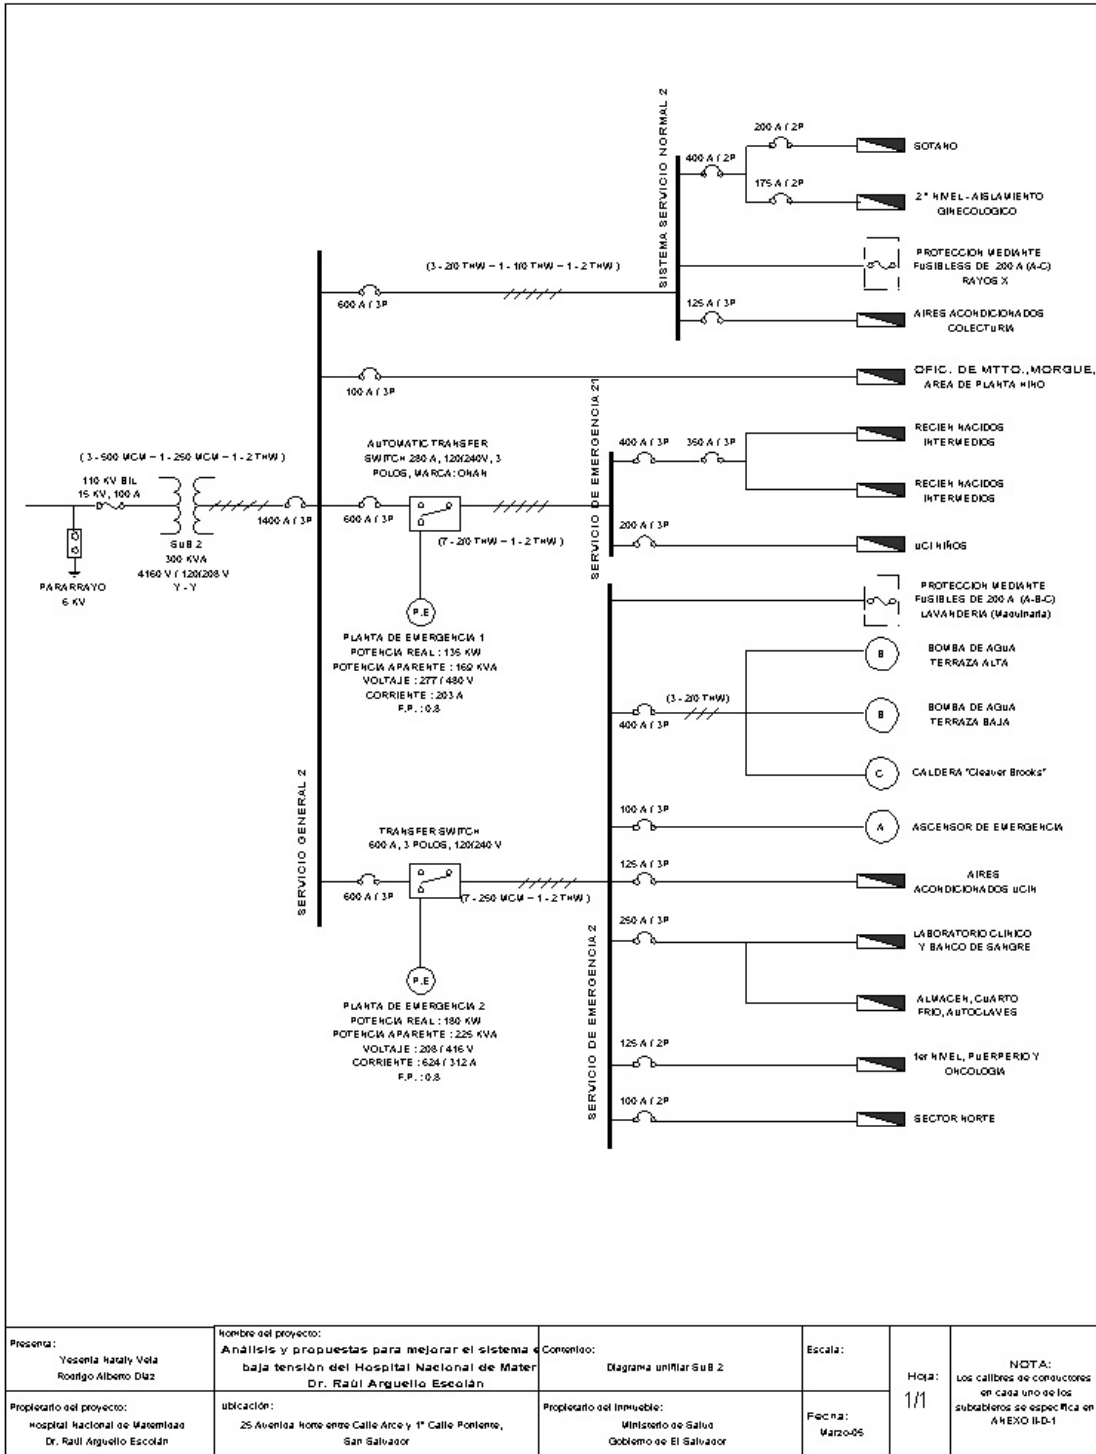 SISTEMA SERVICIO NORMAL 2
400 A / 2P
200 A / 2P
SOTANO
175 A / 2P
2° NIVEL - AISLAMIENTO
GINECOLOGICO
PROTECCION MEDIANTE
FUSIBLESS DE 200 A (A-C)
RAYOS X
125 A / 3P
AIRES ACONDICIONADOS
COLECTURIA
(3 - 2/0 THW – 1 - 1/0 THW – 1 - 2 THW )
600 A / 3P
100 A / 3P
OFIC. DE MTTO., MORGUE,
AREA DE PLANTA NINO
SERVICIO GENERAL 2
( 3 - 500 MCM – 1 - 250 MCM – 1 - 2 THW )
110 KV BIL
15 KV, 100 A
SUB 2
300 KVA
4160 V / 120/208 V
Y - Y
PARARRAYO
6 KV
1400 A / 3P
AUTOMATIC TRANSFER
SWITCH 280 A, 120/240V, 3
POLOS, MARCA: ONAN
600 A / 3P
(7 - 2/0 THW – 1 - 2 THW )
P.E
PLANTA DE EMERGENCIA 1
POTENCIA REAL : 135 KW
POTENCIA APARENTE : 169 KVA
VOLTAJE : 277 / 480 V
CORRIENTE : 203 A
F.P. : 0.8
SERVICIO DE EMERGENCIA 21
400 A / 3P
350 A / 3P
RECIEN NACIDOS
INTERMEDIOS
RECIEN NACIDOS
INTERMEDIOS
200 A / 3P
UCI NIÑOS
TRANSFER SWITCH
600 A, 3 POLOS, 120/240 V
600 A / 3P
(7 - 250 MCM – 1 - 2 THW )
P.E
PLANTA DE EMERGENCIA 2
POTENCIA REAL : 180 KW
POTENCIA APARENTE : 225 KVA
VOLTAJE : 208 / 416 V
CORRIENTE : 624 / 312 A
F.P. : 0.8
SERVICIO DE EMERGENCIA 2
PROTECCION MEDIANTE
FUSIBLES DE 200 A (A-B-C)
LAVANDERIA (Maquinaria)
400 A / 3P
(3 - 2/0 THW)
B
BOMBA DE AGUA
TERRAZA ALTA
B
BOMBA DE AGUA
TERRAZA BAJA
C
CALDERA "Cleaver Brooks"
100 A / 3P
A
ASCENSOR DE EMERGENCIA
125 A / 3P
AIRES
ACONDICIONADOS UCIN
250 A / 3P
LABORATORIO CLINICO
Y BANCO DE SANGRE
ALMACEN, CUARTO
FRIO, AUTOCLAVES
125 A / 2P
1er NIVEL, PUERPERIO Y
ONCOLOGIA
100 A / 2P
SECTOR NORTE
Presenta:
Yesenia Nataly Vela
Rodrigo Alberto Díaz
Propietario del proyecto:
Hospital Nacional de Maternidad
Dr. Raúl Arguello Escolán
Nombre del proyecto:
Análisis y propuestas para mejorar el sistema
baja tensión del Hospital Nacional de Mater
Dr. Raúl Arguello Escolán
ubicación:
25 Avenida Norte entre Calle Arce y 1° Calle Poniente,
San Salvador
Contenido:
Diagrama unifilar SUB 2
Propietario del Inmueble:
Ministerio de Salud
Gobierno de El Salvador
Escala:
Fecha:
Marzo-05
Hoja:
1/1
NOTA:
Los calibres de conductores
en cada uno de los
subtableros se especifica en
ANEXO II-D-1